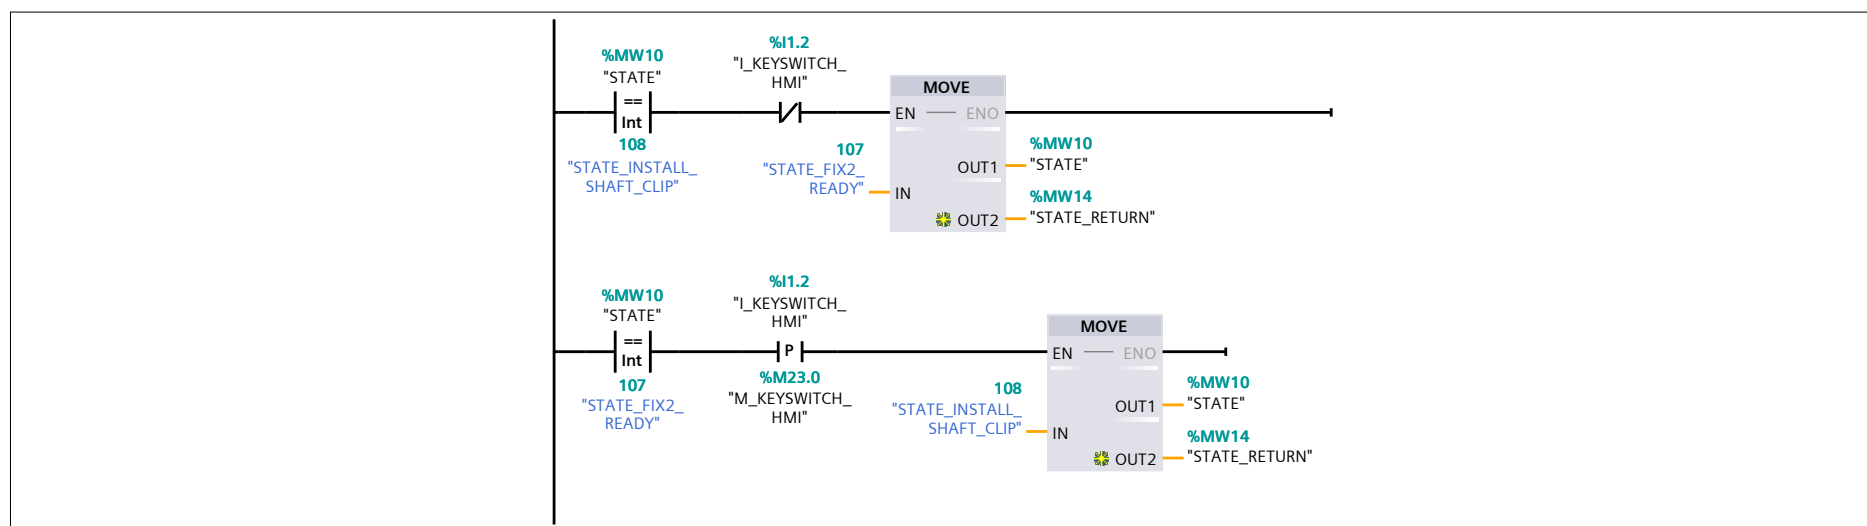 %MW10
"STATE"
==
Int
108
"STATE_INSTALL_
SHAFT_CLIP"
%I1.2
"I_KEYSWITCH_
HMI"
MOVE
EN
ENO
107
"STATE_FIX2_
READY"
IN
OUT1
%MW10
"STATE"
OUT2
%MW14
"STATE_RETURN"
%MW10
"STATE"
==
Int
107
"STATE_FIX2_
READY"
%I1.2
"I_KEYSWITCH_
HMI"
P
%M23.0
"M_KEYSWITCH_
HMI"
MOVE
EN
ENO
108
"STATE_INSTALL_
SHAFT_CLIP"
IN
OUT1
%MW10
"STATE"
OUT2
%MW14
"STATE_RETURN"